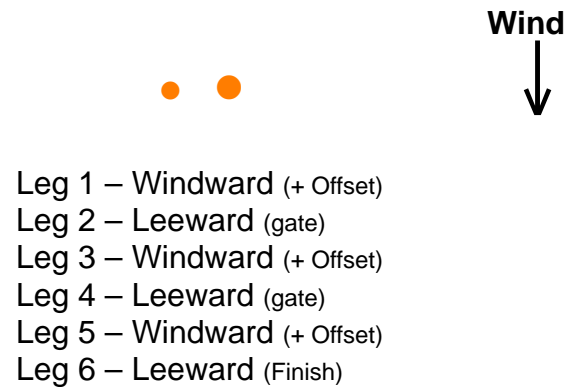 Wind
Leg 1 – Windward (+ Offset)
Leg 2 – Leeward (gate)
Leg 3 – Windward (+ Offset)
Leg 4 – Leeward (gate)
Leg 5 – Windward (+ Offset)
Leg 6 – Leeward (Finish)